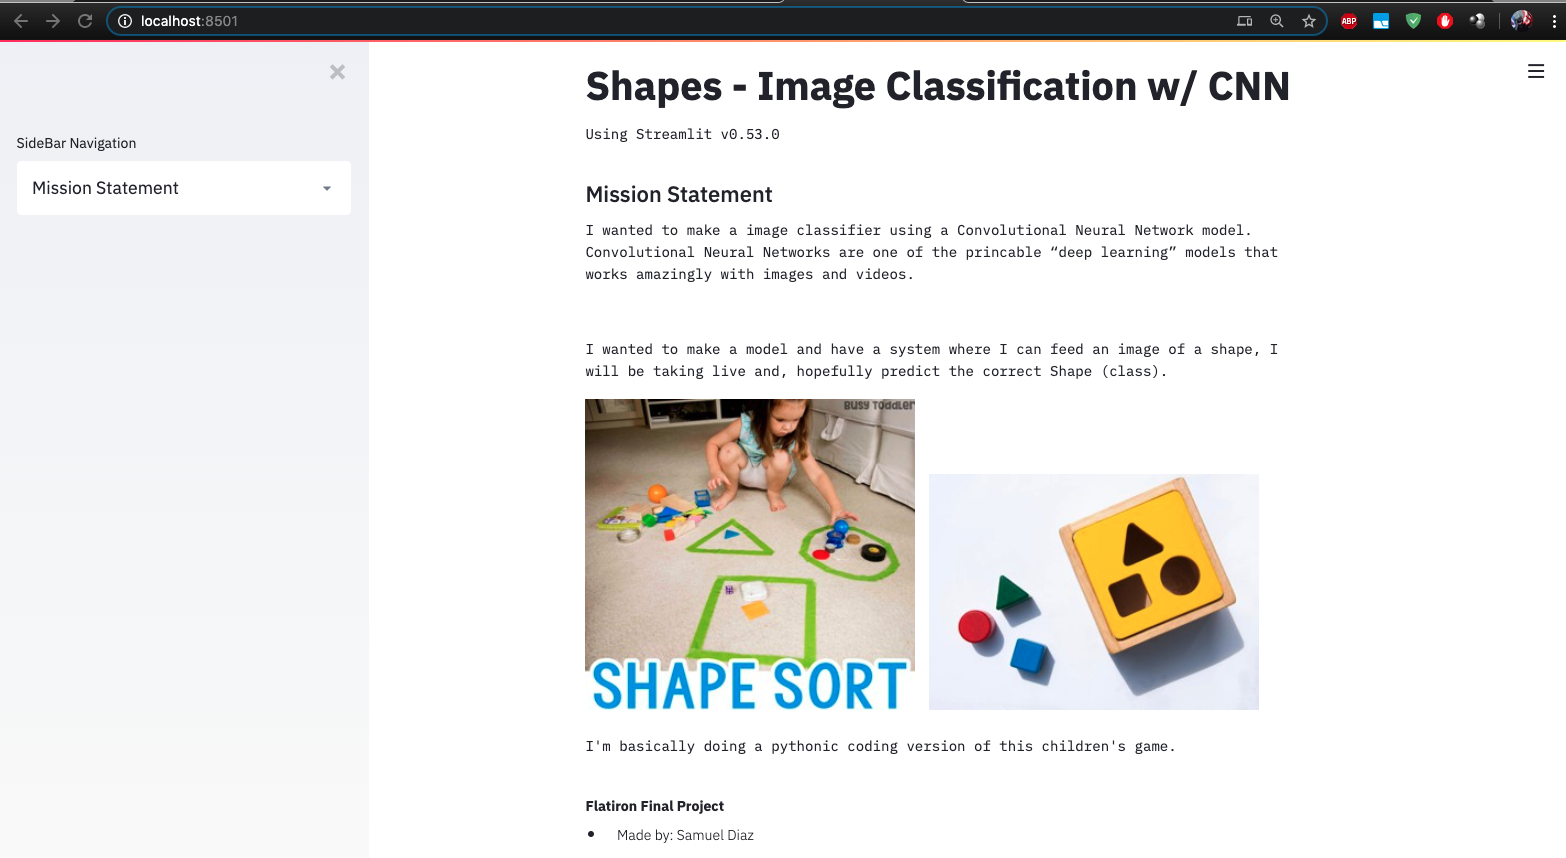 localhost:8501
ABP
SideBar Navigation
Mission Statement
Shapes - Image Classification w/ CNN
Using Streamlit v0.53.0
Mission Statement
I wanted to make a image classifier using a Convolutional Neural Network model.
Convolutional Neural Networks are one of the princable “deep learning” models that
works amazingly with images and videos.
I wanted to make a model and have a system where I can feed an image of a shape, I
will be taking live and, hopefully predict the correct Shape (class).
BUSY TODDLER
SHAPE SORT
I'm basically doing a pythonic coding version of this children's game.
Flatiron Final Project
Made by: Samuel Diaz